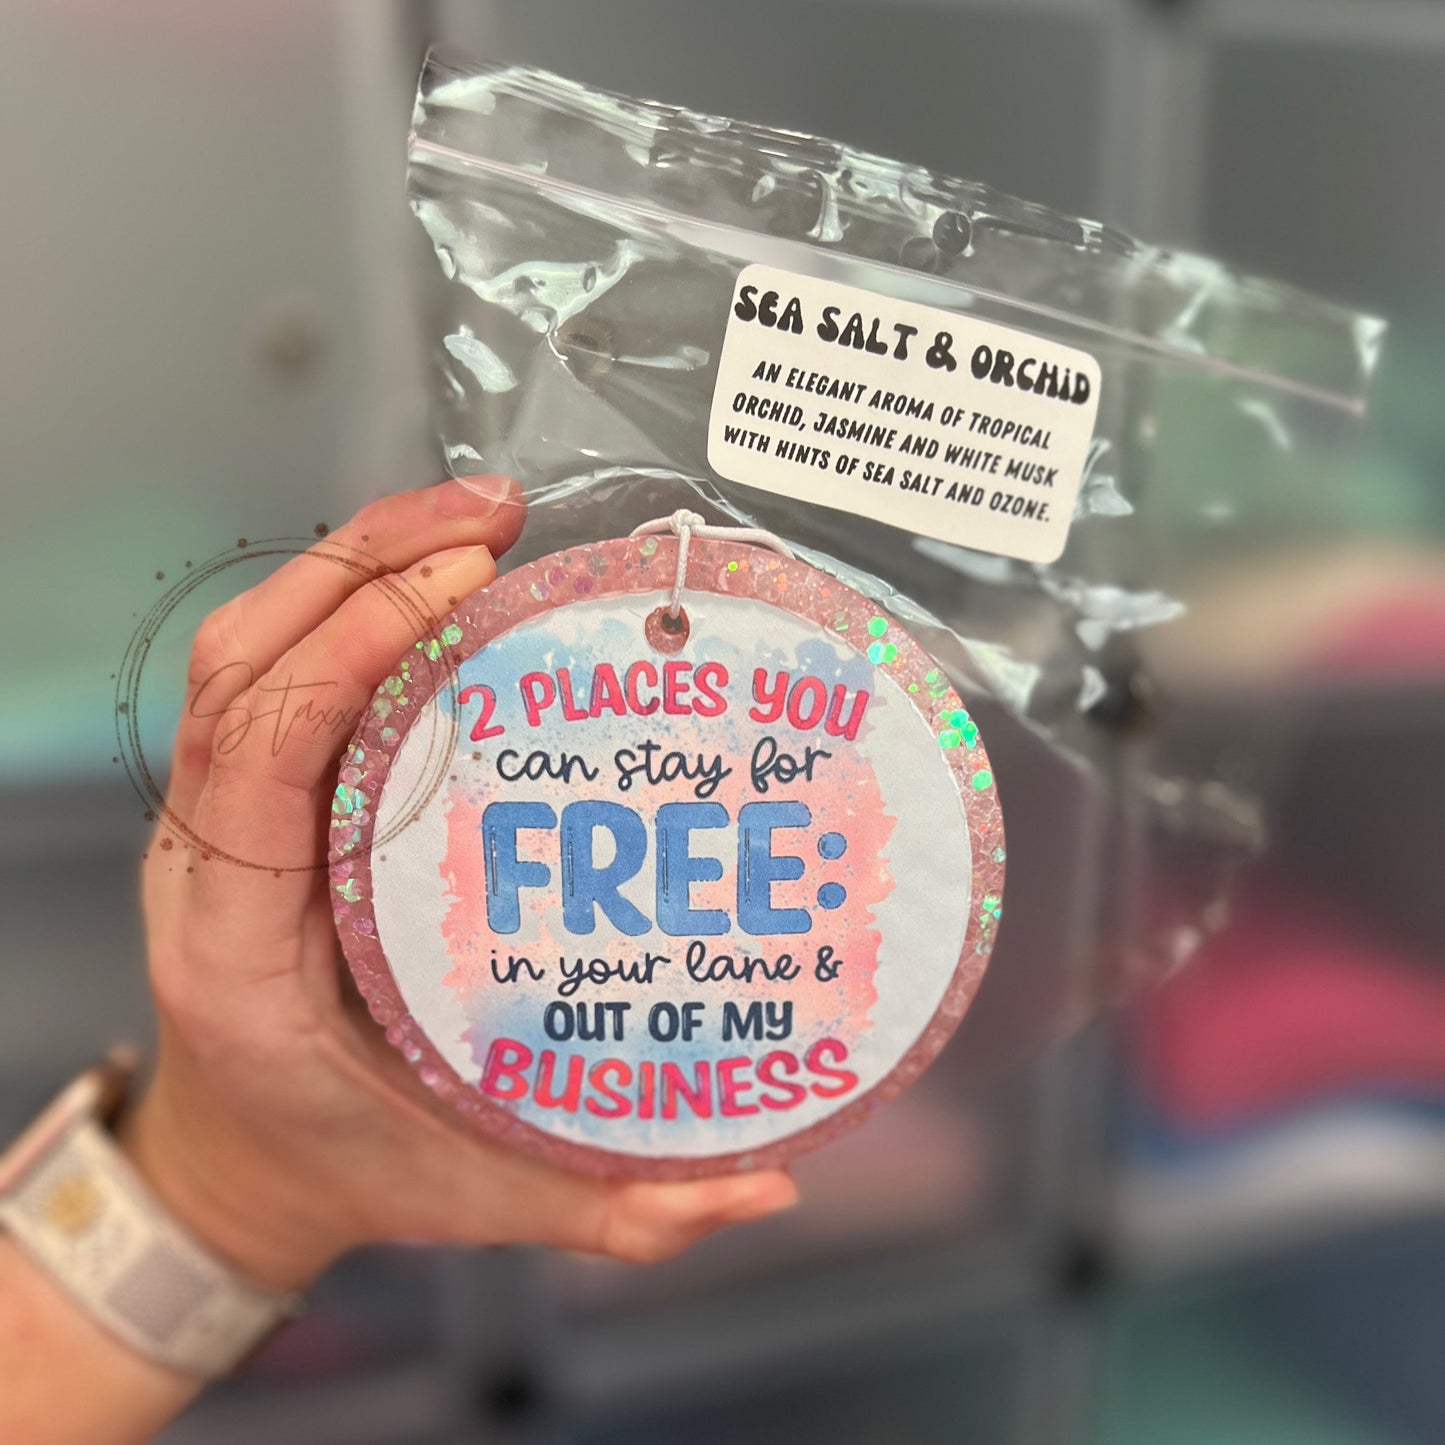 SEA SALT & ORCHID
AN ELEGANT AROMA OF TROPICAL
ORCHID, JASMINE AND WHITE MUSK
WITH HINTS OF SEA SALT AND OZONE.
2 PLACES YOU
can stay for
FREE:
in your lane &
OUT OF MY
BUSINESS